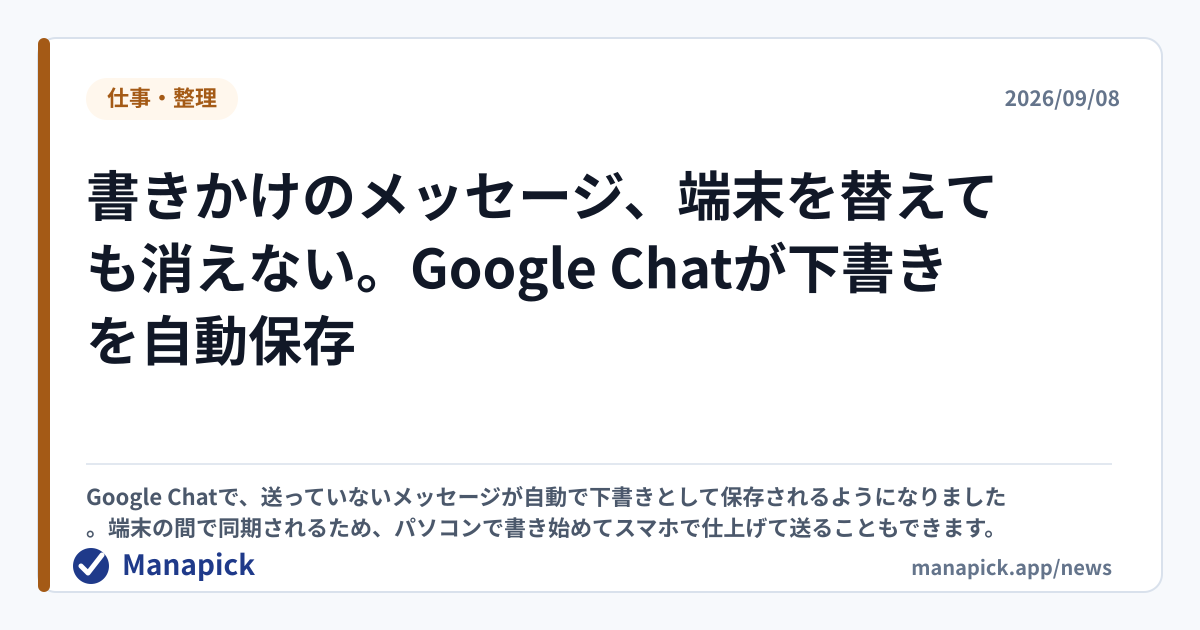 仕事・整理
2026/09/08
書きかけのメッセージ、端末を替えて
も消えない。Google Chatが下書き
を自動保存
Google Chatで、送っていないメッセージが自動で下書きとして保存されるようになりました
。端末の間で同期されるため、パソコンで書き始めてスマホで仕上げて送ることもできます。
Manapick
manapick.app/news